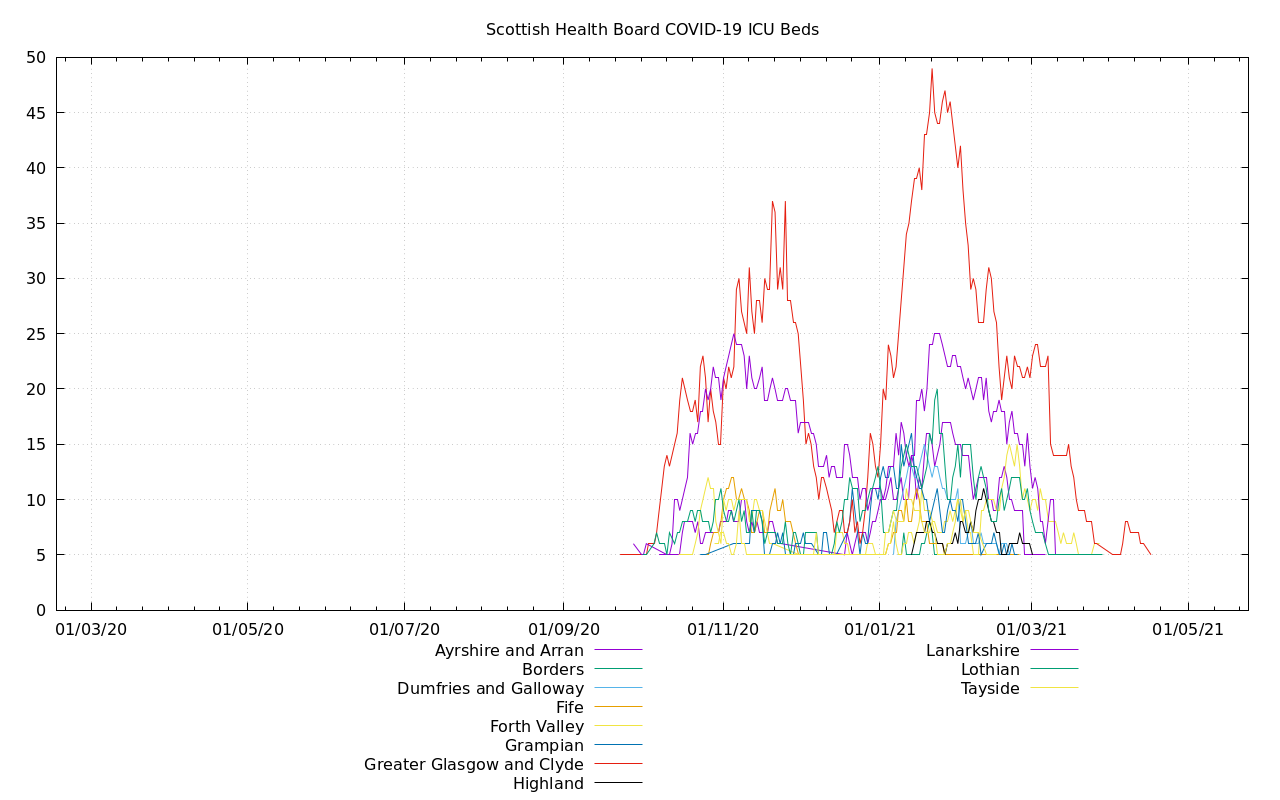 Scottish Health Board COVID-19 ICU Beds
50
45
40
35
30
25
20
15
10
5
0
01/03/20 01/05/20 01/07/20 01/09/20 01/11/20 01/01/21 01/03/21 01/05/21
Ayrshire and Arran
Borders
Dumfries and Galloway
Fife
Forth Valley
Grampian
Greater Glasgow and Clyde
Highland
Lanarkshire
Lothian
Tayside